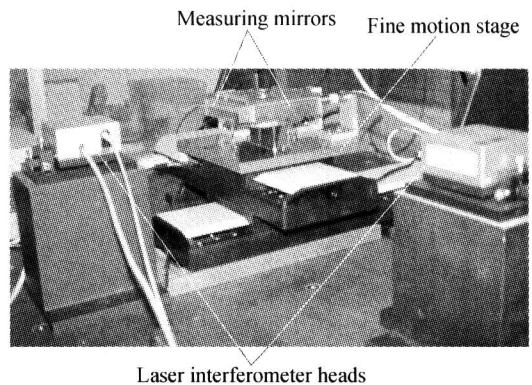 Measuring mirrors
Fine motion stage
Laser interferometer heads